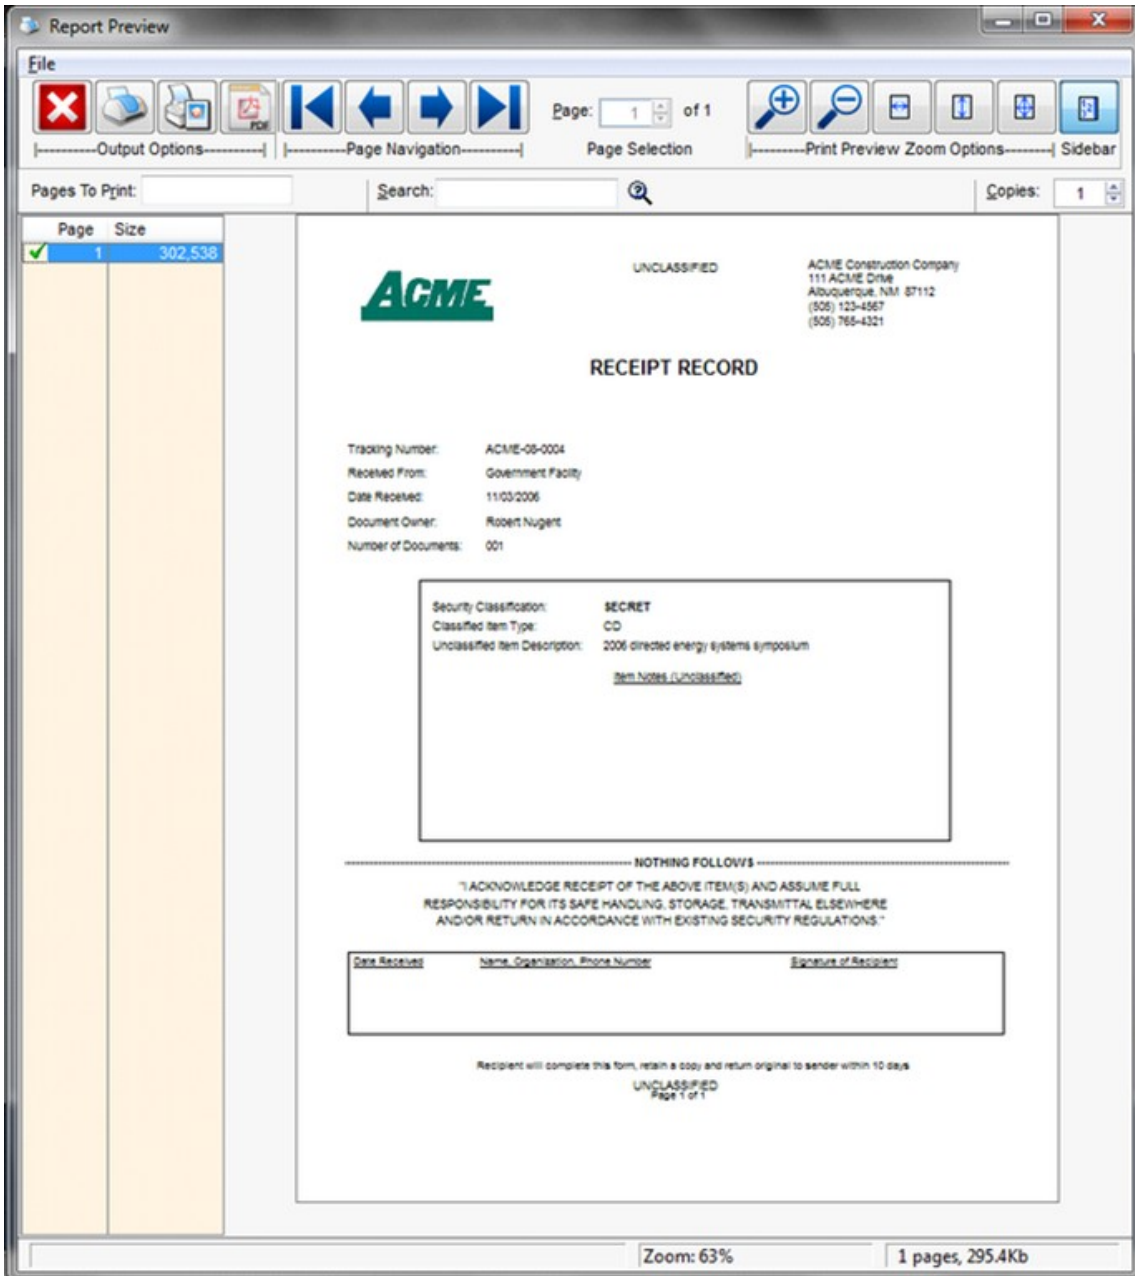 Report Preview
File
PDF
Page: 1 of 1
|----------Output Options----------| |----------Page Navigation----------| Page Selection |----------Print Preview Zoom Options--------| Sidebar
Pages To Print: Search: Copies: 1
Page Size
1 302,538
ACME
UNCLASSIFIED
ACME Construction Company
111 ACME Drive
Albuquerque, NM 87112
(505) 123-4567
(505) 765-4321
RECEIPT RECORD
Tracking Number: ACME-08-0004
Received From: Government Facility
Date Received: 11/03/2006
Document Owner: Robert Nugent
Number of Documents: 001
Security Classification: SECRET
Classified Item Type: CD
Unclassified Item Description: 2006 directed energy systems symposium
Item Notes (Unclassified)
NOTHING FOLLOWS
"I ACKNOWLEDGE RECEIPT OF THE ABOVE ITEM(S) AND ASSUME FULL
RESPONSIBILITY FOR ITS SAFE HANDLING, STORAGE, TRANSMITTAL ELSEWHERE
AND/OR RETURN IN ACCORDANCE WITH EXISTING SECURITY REGULATIONS."
Date Received Name, Organization, Phone Number Signature of Recipient
Recipient will complete this form, retain a copy and return original to sender within 10 days
UNCLASSIFIED
Page 1 of 1
Zoom: 63% 1 pages, 295.4Kb